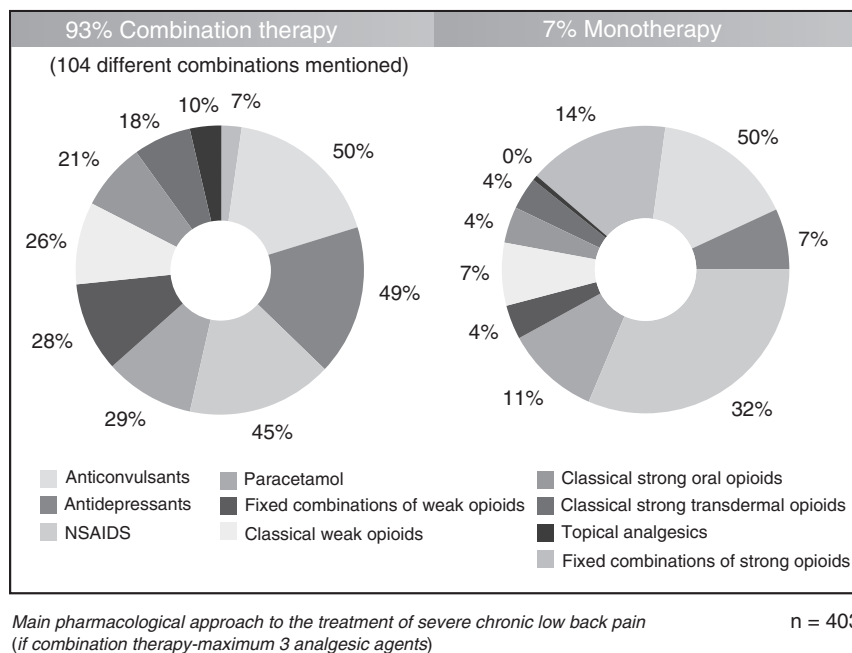 93% Combination therapy
7% Monotherapy
(104 different combinations mentioned)
10%
7%
18%
50%
21%
26%
49%
28%
29%
45%
14%
50%
0%
4%
4%
7%
7%
4%
11%
32%
Anticonvulsants
Antidepressants
NSAIDS
Paracetamol
Fixed combinations of weak opioids
Classical weak opioids
Classical strong oral opioids
Classical strong transdermal opioids
Topical analgesics
Fixed combinations of strong opioids
Main pharmacological approach to the treatment of severe chronic low back pain
n = 403
(if combination therapy-maximum 3 analgesic agents)